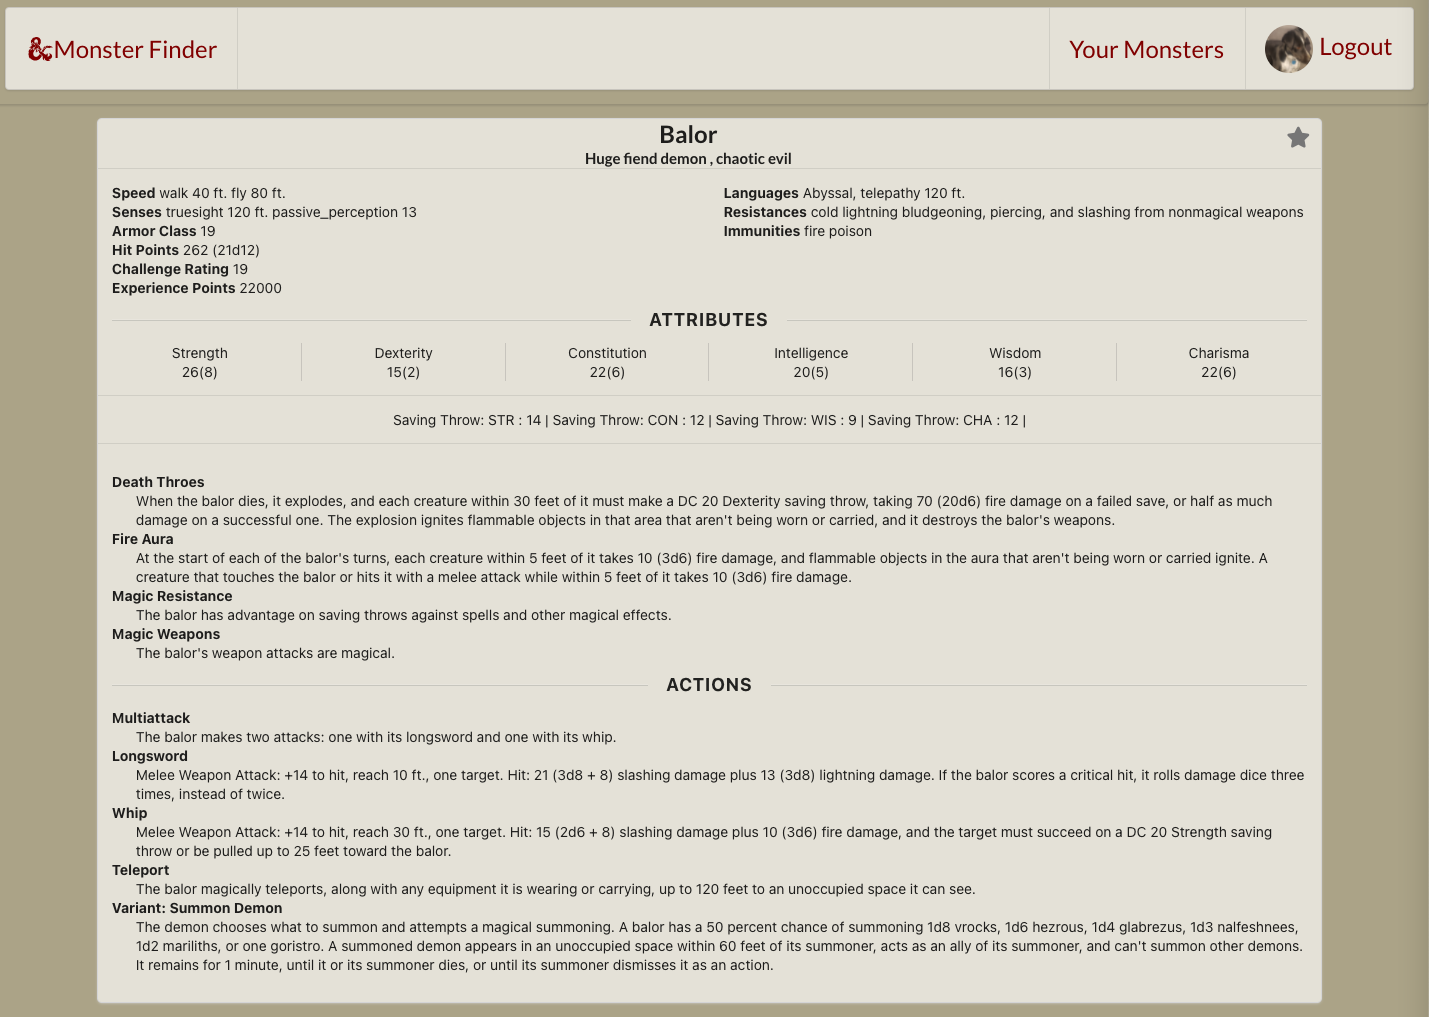 &Monster Finder
Your Monsters
Logout
Balor
Huge fiend demon , chaotic evil
Speed walk 40 ft. fly 80 ft.
Senses truesight 120 ft. passive_perception 13
Armor Class 19
Hit Points 262 (21d12)
Challenge Rating 19
Experience Points 22000
Languages Abyssal, telepathy 120 ft.
Resistances cold lightning bludgeoning, piercing, and slashing from nonmagical weapons
Immunities fire poison
ATTRIBUTES
Strength
26(8)
Dexterity
15(2)
Constitution
22(6)
Intelligence
20(5)
Wisdom
16(3)
Charisma
22(6)
Saving Throw: STR : 14 | Saving Throw: CON : 12 | Saving Throw: WIS : 9 | Saving Throw: CHA : 12 |
Death Throes
When the balor dies, it explodes, and each creature within 30 feet of it must make a DC 20 Dexterity saving throw, taking 70 (20d6) fire damage on a failed save, or half as much
damage on a successful one. The explosion ignites flammable objects in that area that aren't being worn or carried, and it destroys the balor's weapons.
Fire Aura
At the start of each of the balor's turns, each creature within 5 feet of it takes 10 (3d6) fire damage, and flammable objects in the aura that aren't being worn or carried ignite. A
creature that touches the balor or hits it with a melee attack while within 5 feet of it takes 10 (3d6) fire damage.
Magic Resistance
The balor has advantage on saving throws against spells and other magical effects.
Magic Weapons
The balor's weapon attacks are magical.
ACTIONS
Multiattack
The balor makes two attacks: one with its longsword and one with its whip.
Longsword
Melee Weapon Attack: +14 to hit, reach 10 ft., one target. Hit: 21 (3d8 + 8) slashing damage plus 13 (3d8) lightning damage. If the balor scores a critical hit, it rolls damage dice three
times, instead of twice.
Whip
Melee Weapon Attack: +14 to hit, reach 30 ft., one target. Hit: 15 (2d6 + 8) slashing damage plus 10 (3d6) fire damage, and the target must succeed on a DC 20 Strength saving
throw or be pulled up to 25 feet toward the balor.
Teleport
The balor magically teleports, along with any equipment it is wearing or carrying, up to 120 feet to an unoccupied space it can see.
Variant: Summon Demon
The demon chooses what to summon and attempts a magical summoning. A balor has a 50 percent chance of summoning 1d8 vrocks, 1d6 hezrous, 1d4 glabrezus, 1d3 nalfeshnees,
1d2 mariliths, or one goristro. A summoned demon appears in an unoccupied space within 60 feet of its summoner, acts as an ally of its summoner, and can't summon other demons.
It remains for 1 minute, until it or its summoner dies, or until its summoner dismisses it as an action.